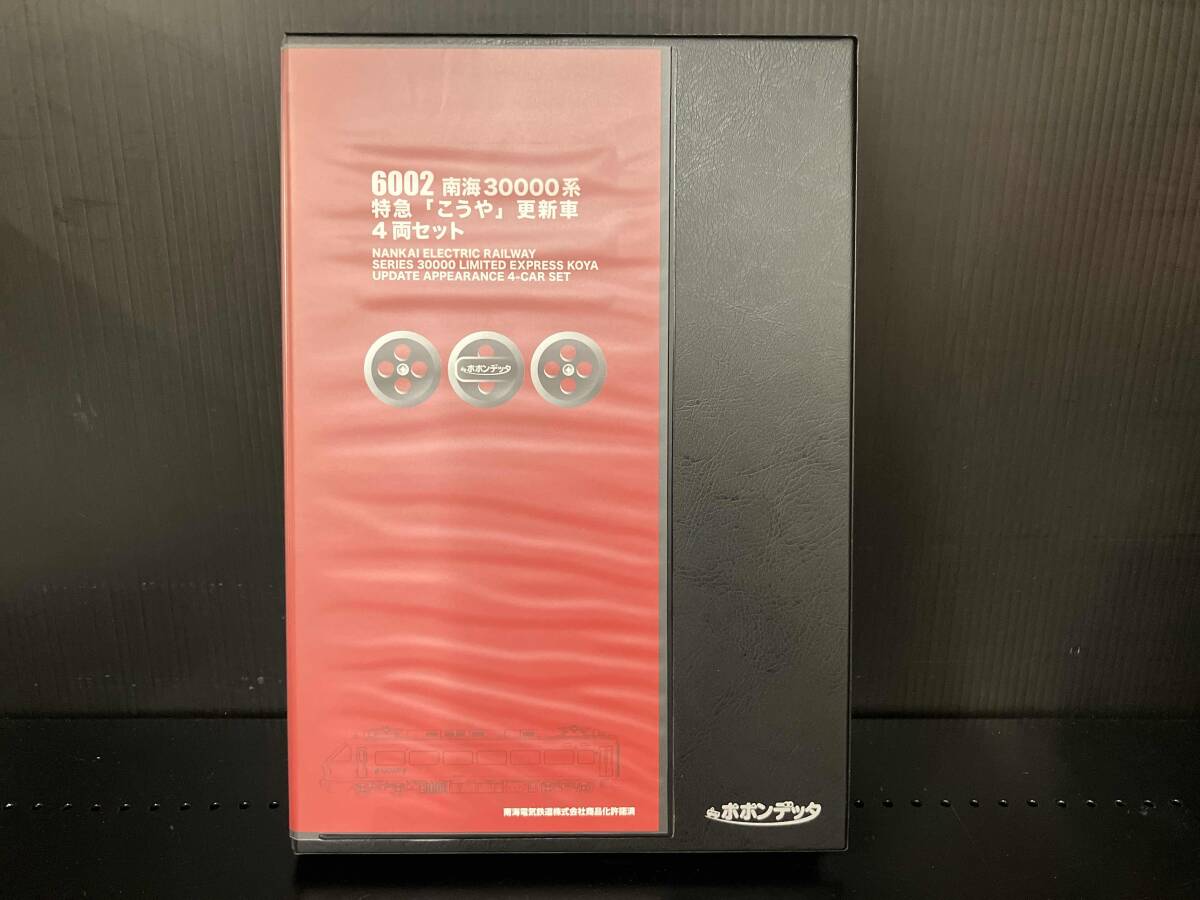 6002 南海30000系
特急「こうや」更新車
4両セット
NANKAI ELECTRIC RAILWAY
SERIES 30000 LIMITED EXPRESS KOYA
UPDATE APPEARANCE 4-CAR SET
ポポンデッタ
南海電気鉄道株式会社商品化許諾済
ポポンデッタ